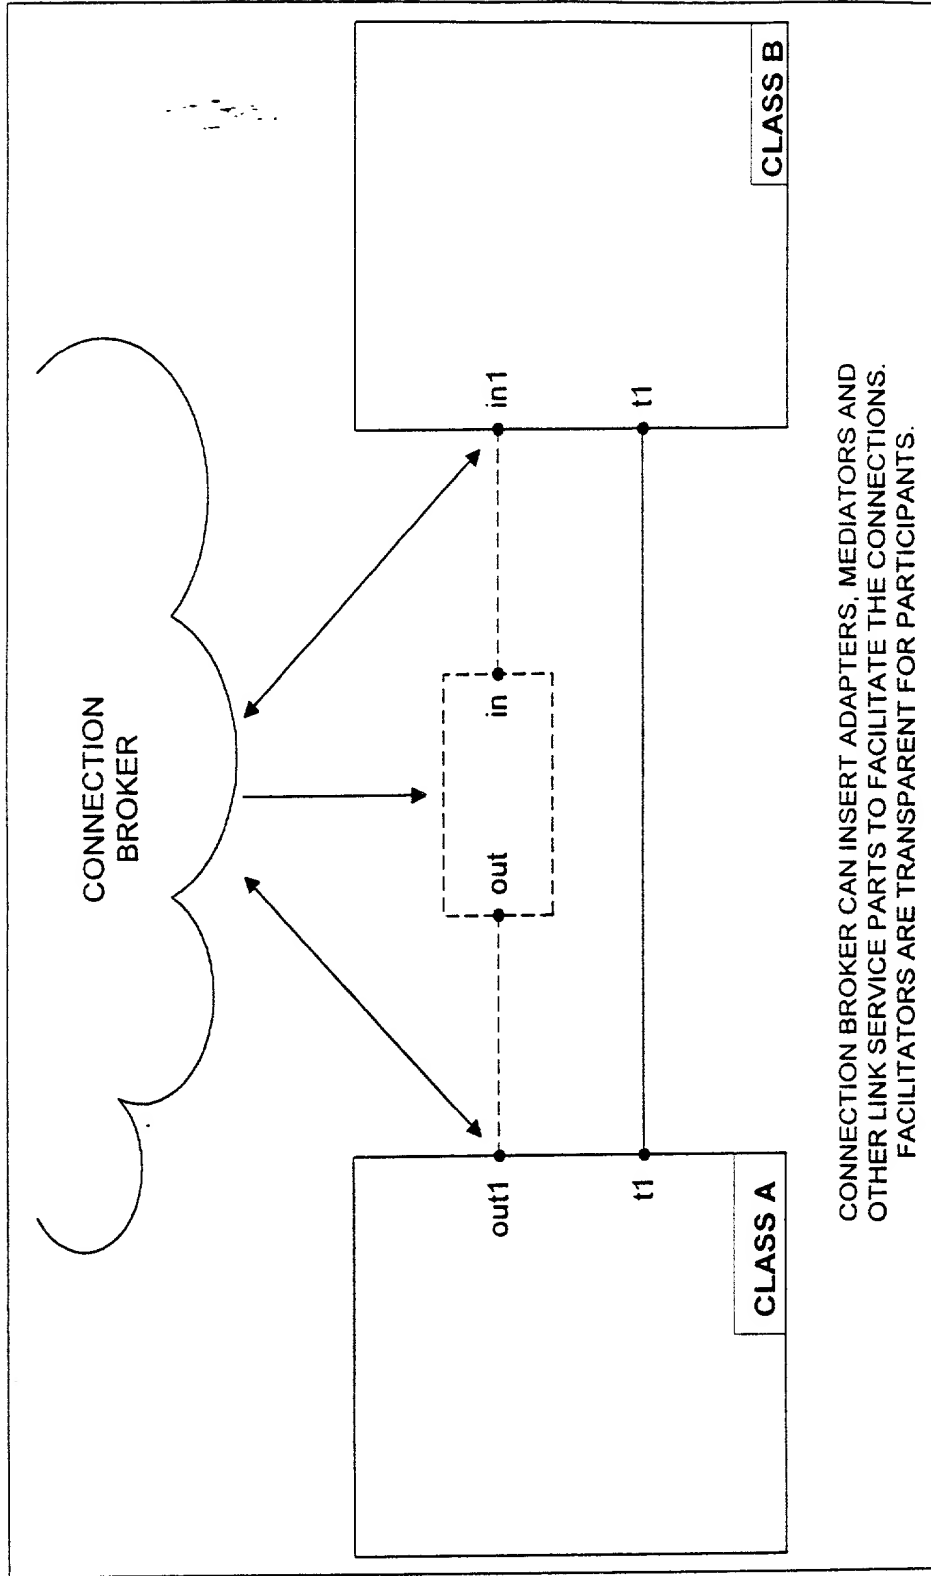 CONNECTION
BROKER
out1
out
in
in1
t1
t1
CLASS A
CLASS B
CONNECTION BROKER CAN INSERT ADAPTERS, MEDIATORS AND
OTHER LINK SERVICE PARTS TO FACILITATE THE CONNECTIONS.
FACILITATORS ARE TRANSPARENT FOR PARTICIPANTS.